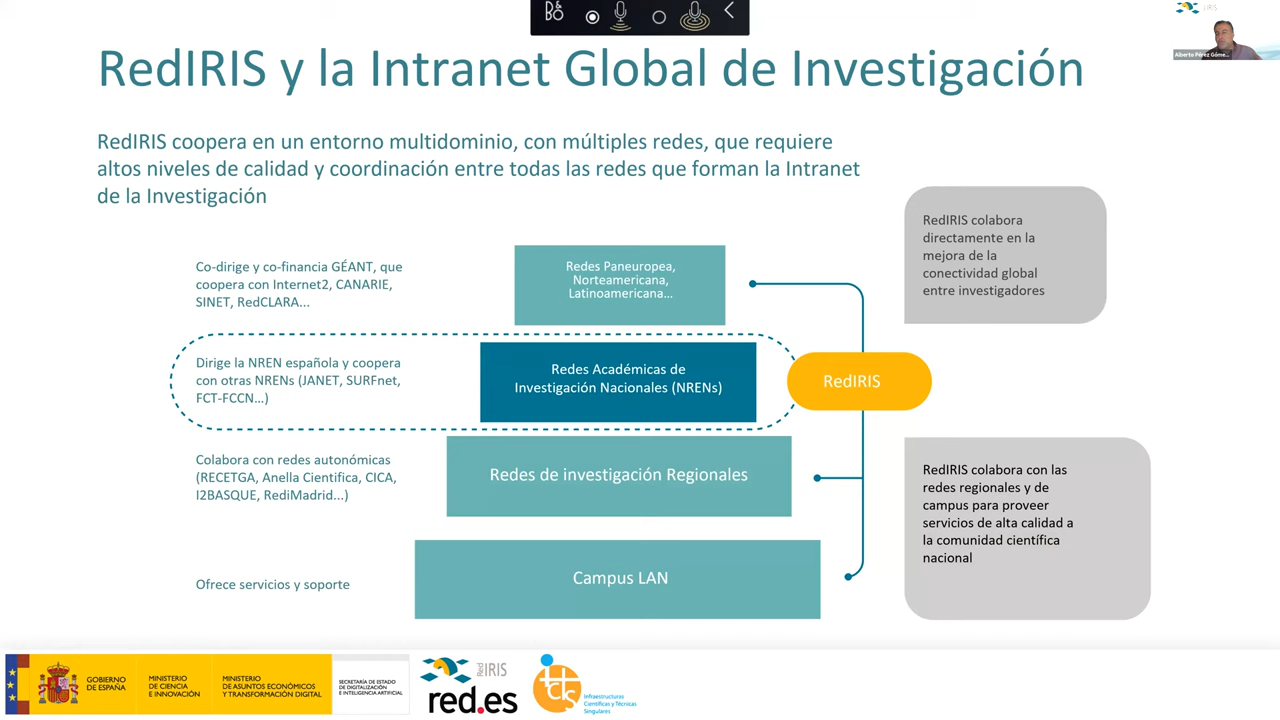 RedIRIS y la Intranet Global de Investigación
IRIS
Alberto Pérez Góme...
RedIRIS coopera en un entorno multidominio, con múltiples redes, que requiere
altos niveles de calidad y coordinación entre todas las redes que forman la Intranet
de la Investigación
RedIRIS colabora
directamente en la
mejora de la
conectividad global
entre investigadores
Co-dirige y co-financia GÉANT, que
coopera con Internet2, CANARIE,
SINET, RedCLARA...
Redes Paneuropea,
Norteamericana,
Latinoamericana...
Dirige la NREN española y coopera
con otras NRENs (JANET, SURFnet,
FCT-FCCN...)
Redes Académicas de
Investigación Nacionales (NRENs)
RedIRIS
Colabora con redes autonómicas
(RECETGA, Anella Científica, CICA,
I2BASQUE, RediMadrid...)
Redes de investigación Regionales
RedIRIS colabora con las
redes regionales y de
campus para proveer
servicios de alta calidad a
la comunidad científica
nacional
Ofrece servicios y soporte
Campus LAN
GOBIERNO
DE ESPAÑA
MINISTERIO
DE CIENCIA
E INNOVACIÓN
MINISTERIO
DE ASUNTOS ECONÓMICOS
Y TRANSFORMACIÓN DIGITAL
SECRETARÍA DE ESTADO
DE DIGITALIZACIÓN
E INTELIGENCIA ARTIFICIAL
RedIRIS
red.es
icts
Infraestructuras
Científicas y Técnicas
Singulares